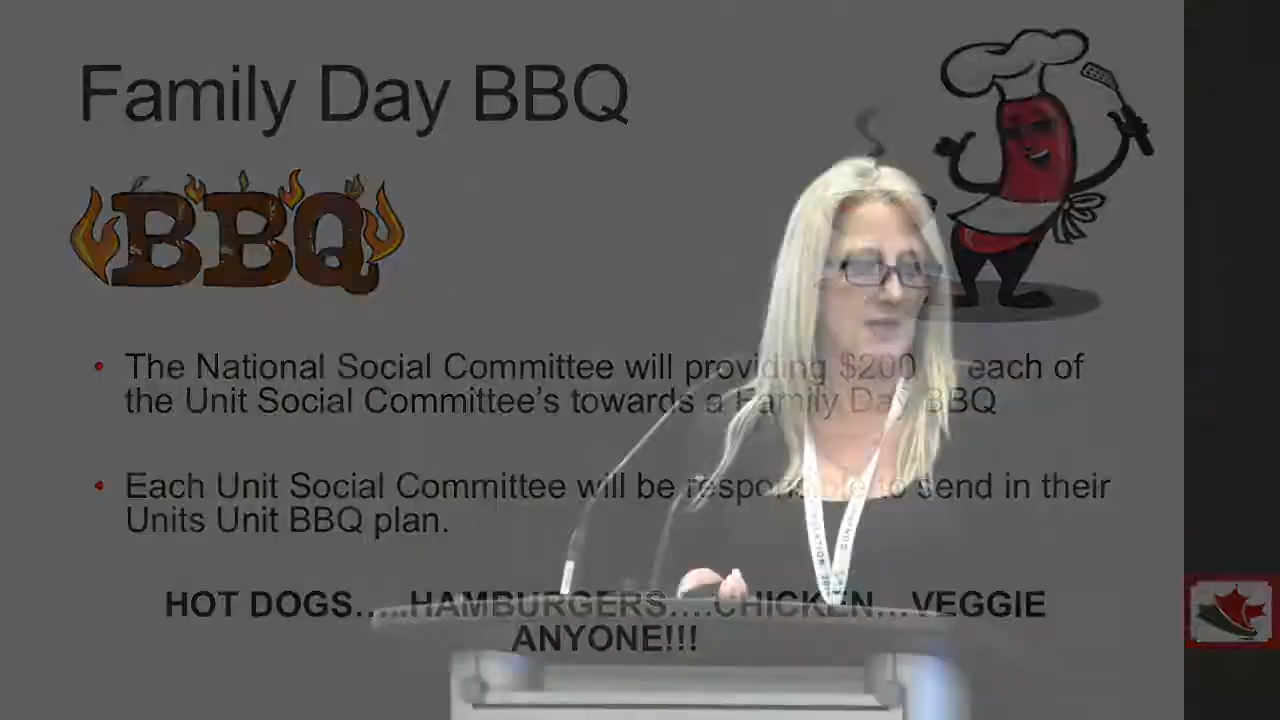 Family Day BBQ
BBQ
• The National Social Committee will providing $200 each of
the Unit Social Committee's towards a Family Day BBQ
• Each Unit Social Committee will be responsible to send in their
Units Unit BBQ plan.
HOT DOGS.....HAMBURGERS....CHICKEN...VEGGIE
ANYONE!!!